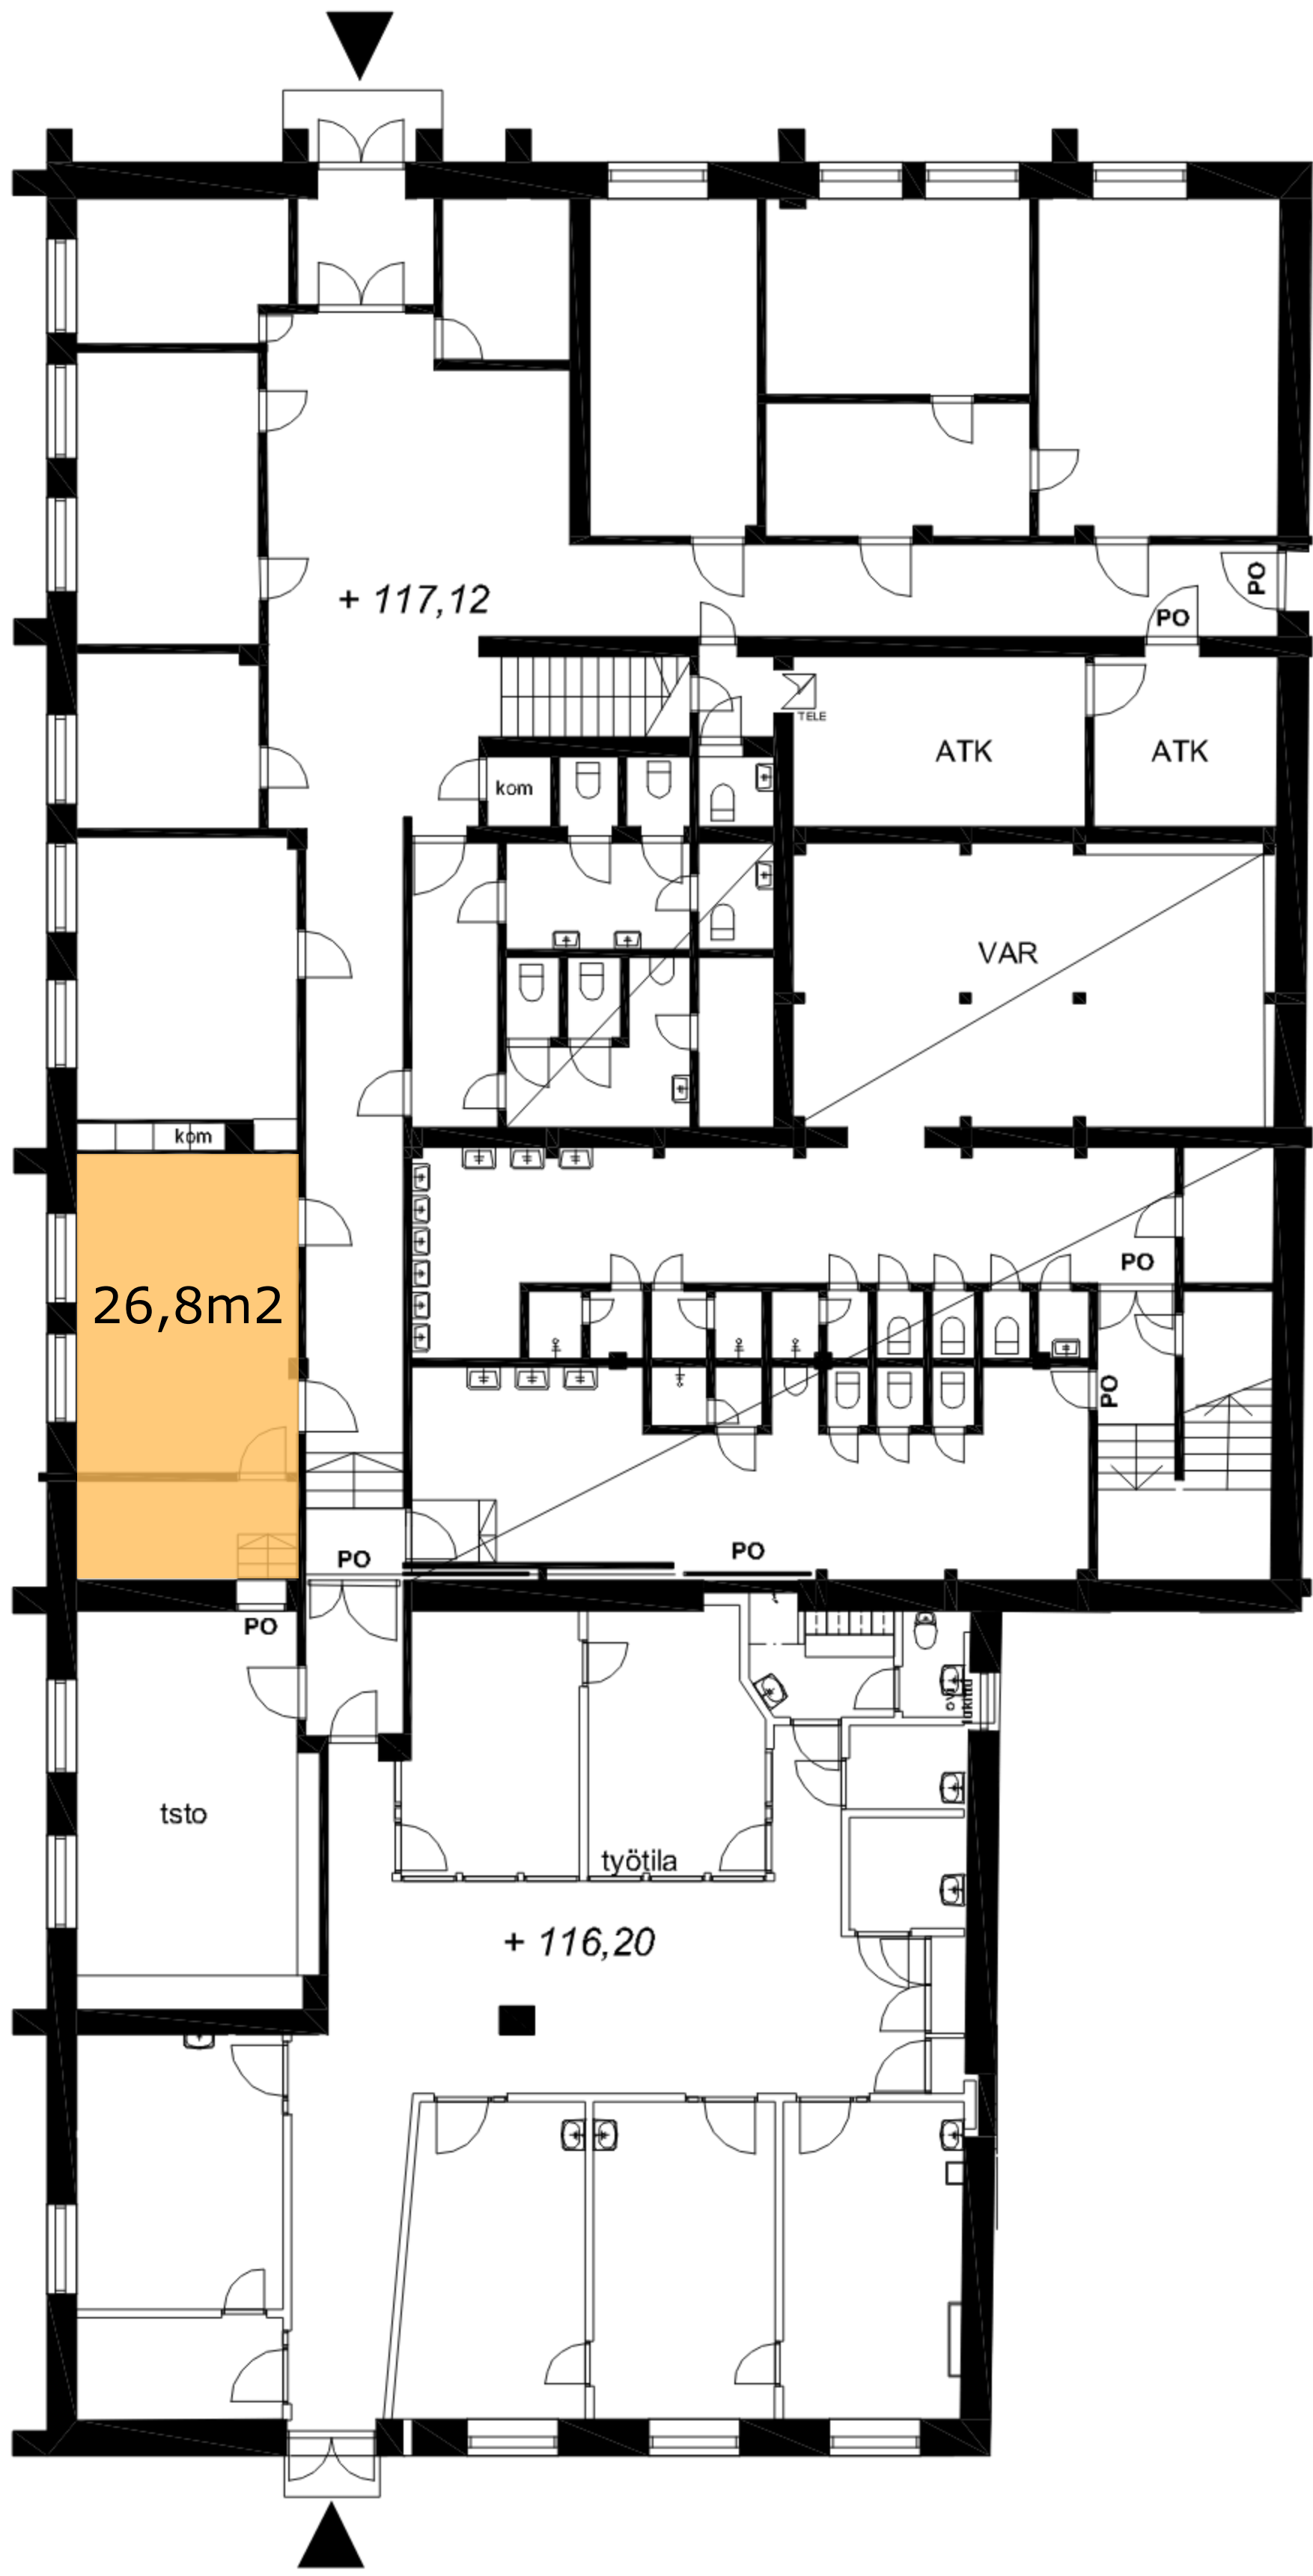 + 117,12
PO
PO
TELE
ATK
ATK
kom
VAR
kom
PO
26,8m2
PO
PO
PO
PO
tsto
työtila
+ 116,20